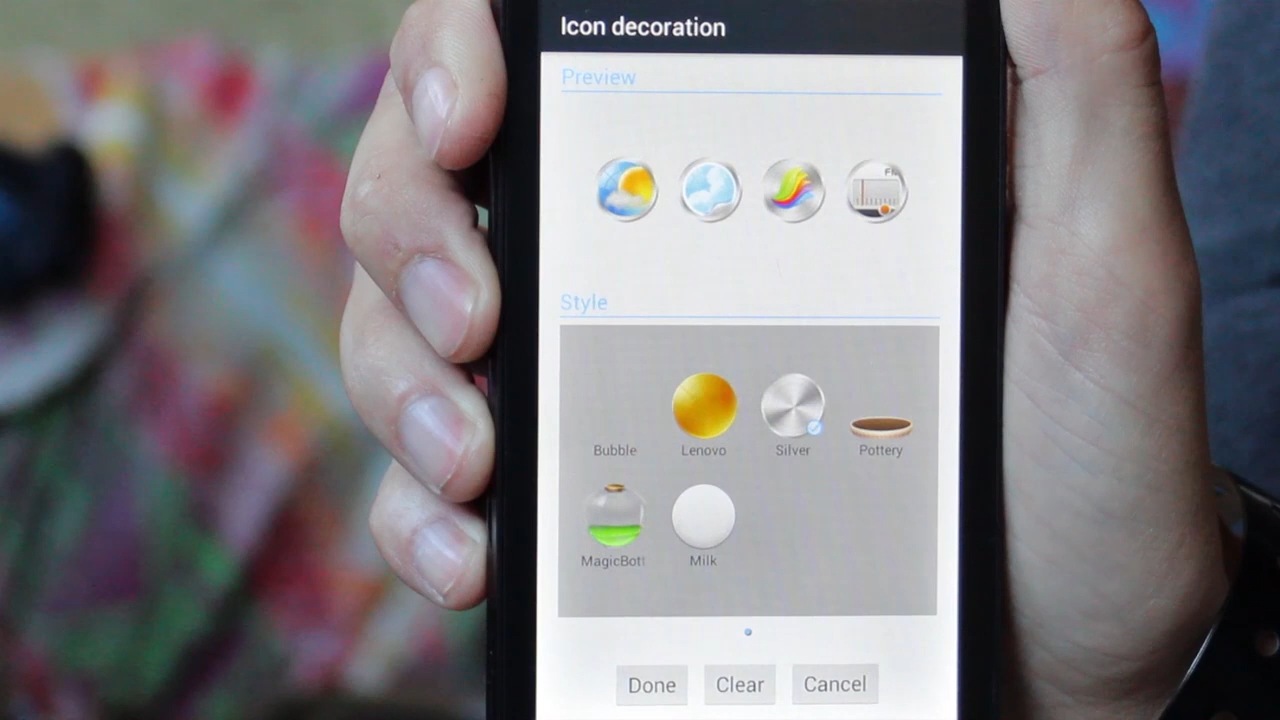 Icon decoration
Preview
Style
Bubble
Lenovo
Silver
Pottery
MagicBott
Milk
Done
Clear
Cancel